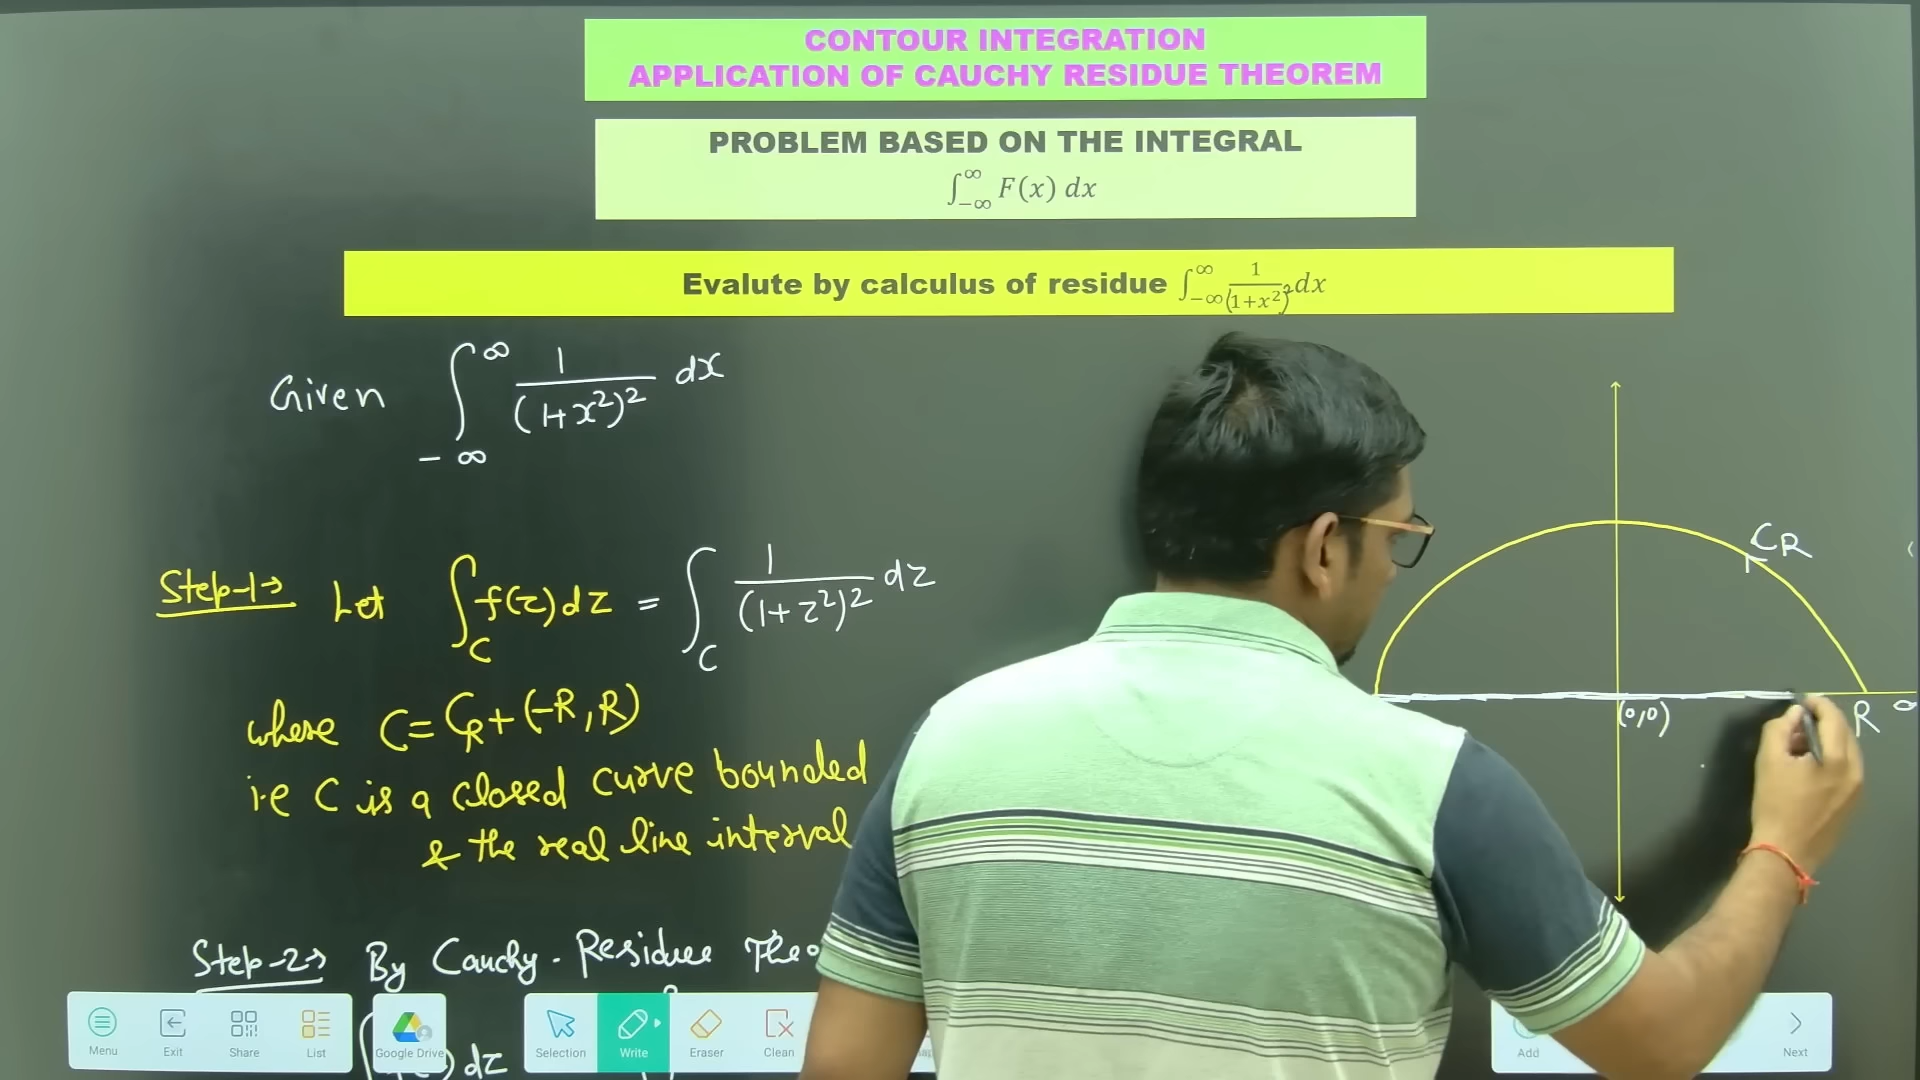 CONTOUR INTEGRATION
APPLICATION OF CAUCHY RESIDUE THEOREM
PROBLEM BASED ON THE INTEGRAL
∫_{-∞}^{∞} F(x) dx
Evalute by calculus of residue ∫_{-∞}^{∞} 1/(1+x²)² dx
Given ∫_{-∞}^{∞} 1/(1+x²)² dx
Step-1→ Let ∫_C f(z)dz = ∫_C 1/(1+z²)² dz
where C = C_R + (-R, R)
i.e C is a closed curve bounded
& the real line interval
Step-2→ By Cauchy-Residue
dz
C_R
(0,0)
R
∞
Menu
Exit
Share
List
Google Drive
Selection
Write
Eraser
Clean
Add
Next